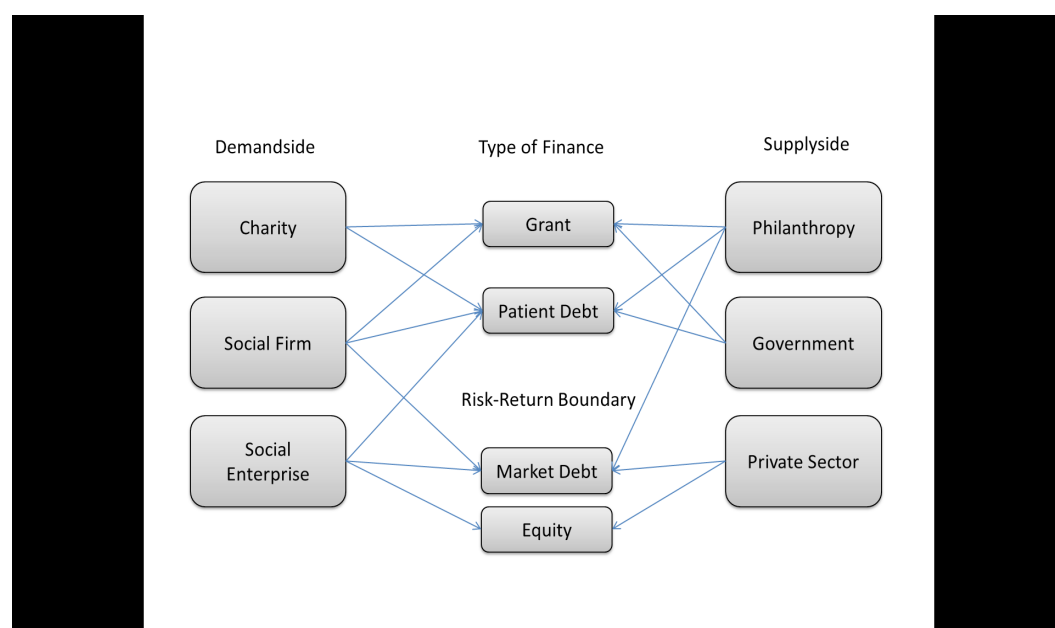 Demandside
Type of Finance
Supplyside
Charity
Grant
Philanthropy
Patient Debt
Social Firm
Government
Risk-Return Boundary
Social
Enterprise
Market Debt
Private Sector
Equity